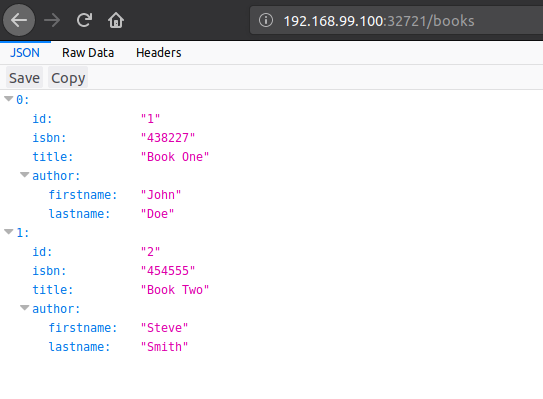 192.168.99.100:32721/books
JSON Raw Data Headers
Save Copy
0:
id: "1"
isbn: "438227"
title: "Book One"
author:
firstname: "John"
lastname: "Doe"
1:
id: "2"
isbn: "454555"
title: "Book Two"
author:
firstname: "Steve"
lastname: "Smith"